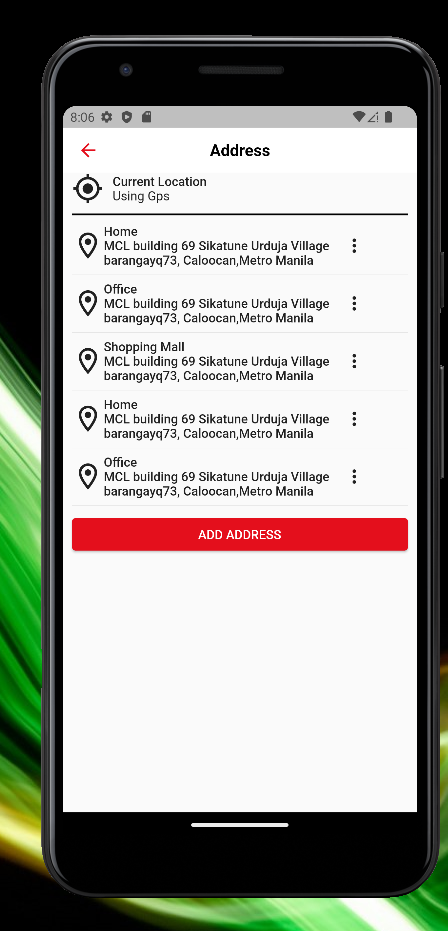 8:06
Address
Current Location
Using Gps
Home
MCL building 69 Sikatune Urduja Village
barangayq73, Caloocan,Metro Manila
Office
MCL building 69 Sikatune Urduja Village
barangayq73, Caloocan,Metro Manila
Shopping Mall
MCL building 69 Sikatune Urduja Village
barangayq73, Caloocan,Metro Manila
Home
MCL building 69 Sikatune Urduja Village
barangayq73, Caloocan,Metro Manila
Office
MCL building 69 Sikatune Urduja Village
barangayq73, Caloocan,Metro Manila
ADD ADDRESS